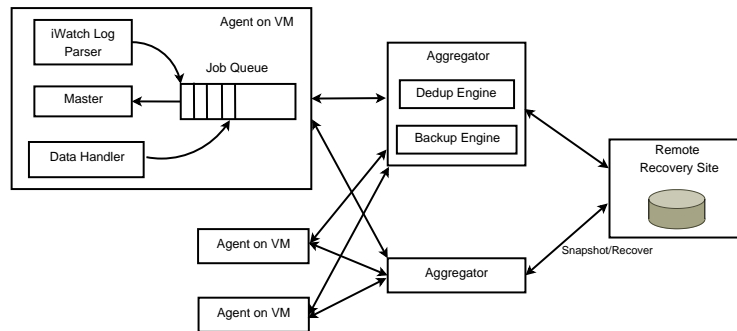 Agent on VM
iWatch Log
Parser
Job Queue
Master
Data Handler
Aggregator
Dedup Engine
Backup Engine
Remote
Recovery Site
Snapshot/Recover
Agent on VM
Aggregator
Agent on VM